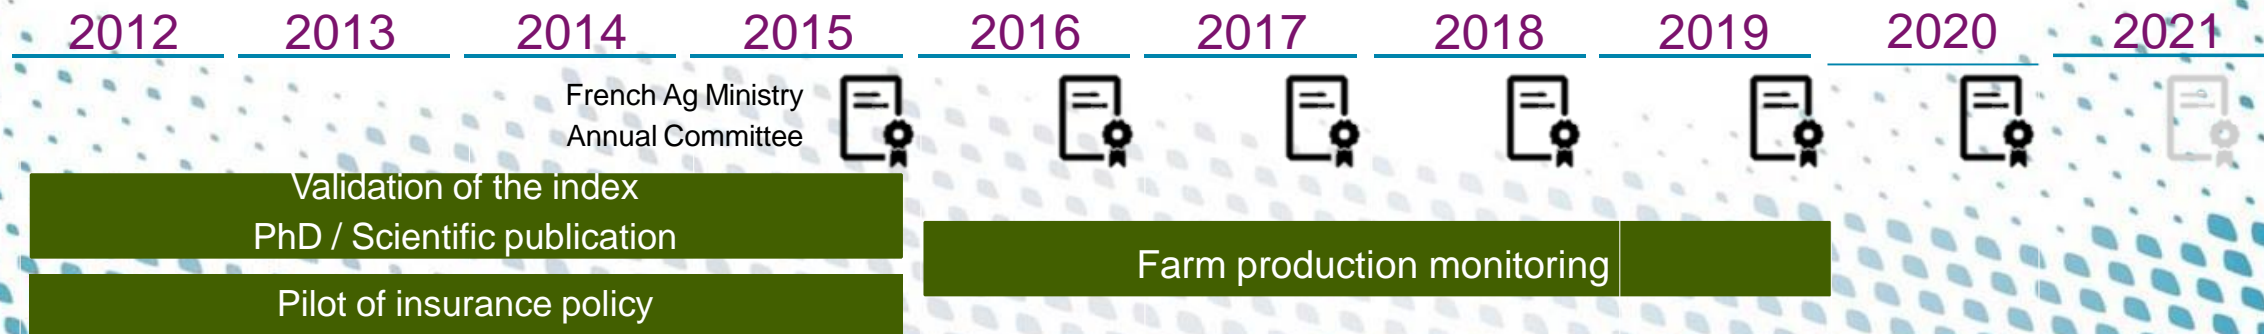 2012 2013 2014 2015 2016 2017 2018 2019 2020 2021
French Ag Ministry
Annual Committee
Validation of the index
PhD / Scientific publication
Farm production monitoring
Pilot of insurance policy